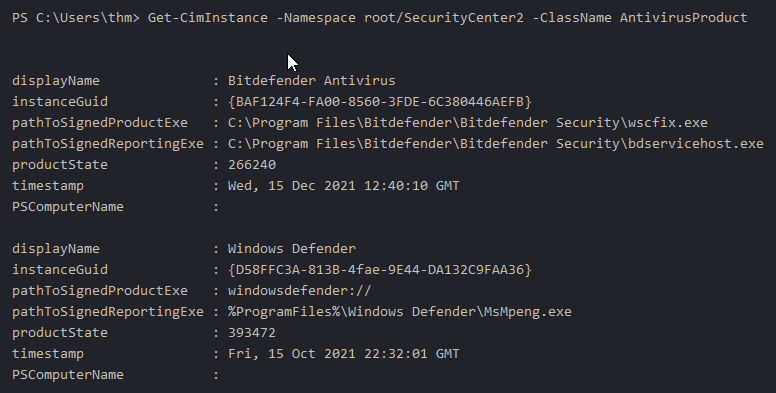 PS C:\Users\thm> Get-CimInstance -Namespace root/SecurityCenter2 -ClassName AntivirusProduct
displayName : Bitdefender Antivirus
instanceGuid : {BAF124F4-FA00-8560-3FDE-6C380446AEFB}
pathToSignedProductExe : C:\Program Files\Bitdefender\Bitdefender Security\wscfix.exe
pathToSignedReportingExe : C:\Program Files\Bitdefender\Bitdefender Security\bdservicehost.exe
productState : 266240
timestamp : Wed, 15 Dec 2021 12:40:10 GMT
PSComputerName :
displayName : Windows Defender
instanceGuid : {D58FFC3A-813B-4fae-9E44-DA132C9FAA36}
pathToSignedProductExe : windowsdefender://
pathToSignedReportingExe : %ProgramFiles%\Windows Defender\MsMpeng.exe
productState : 393472
timestamp : Fri, 15 Oct 2021 22:32:01 GMT
PSComputerName :